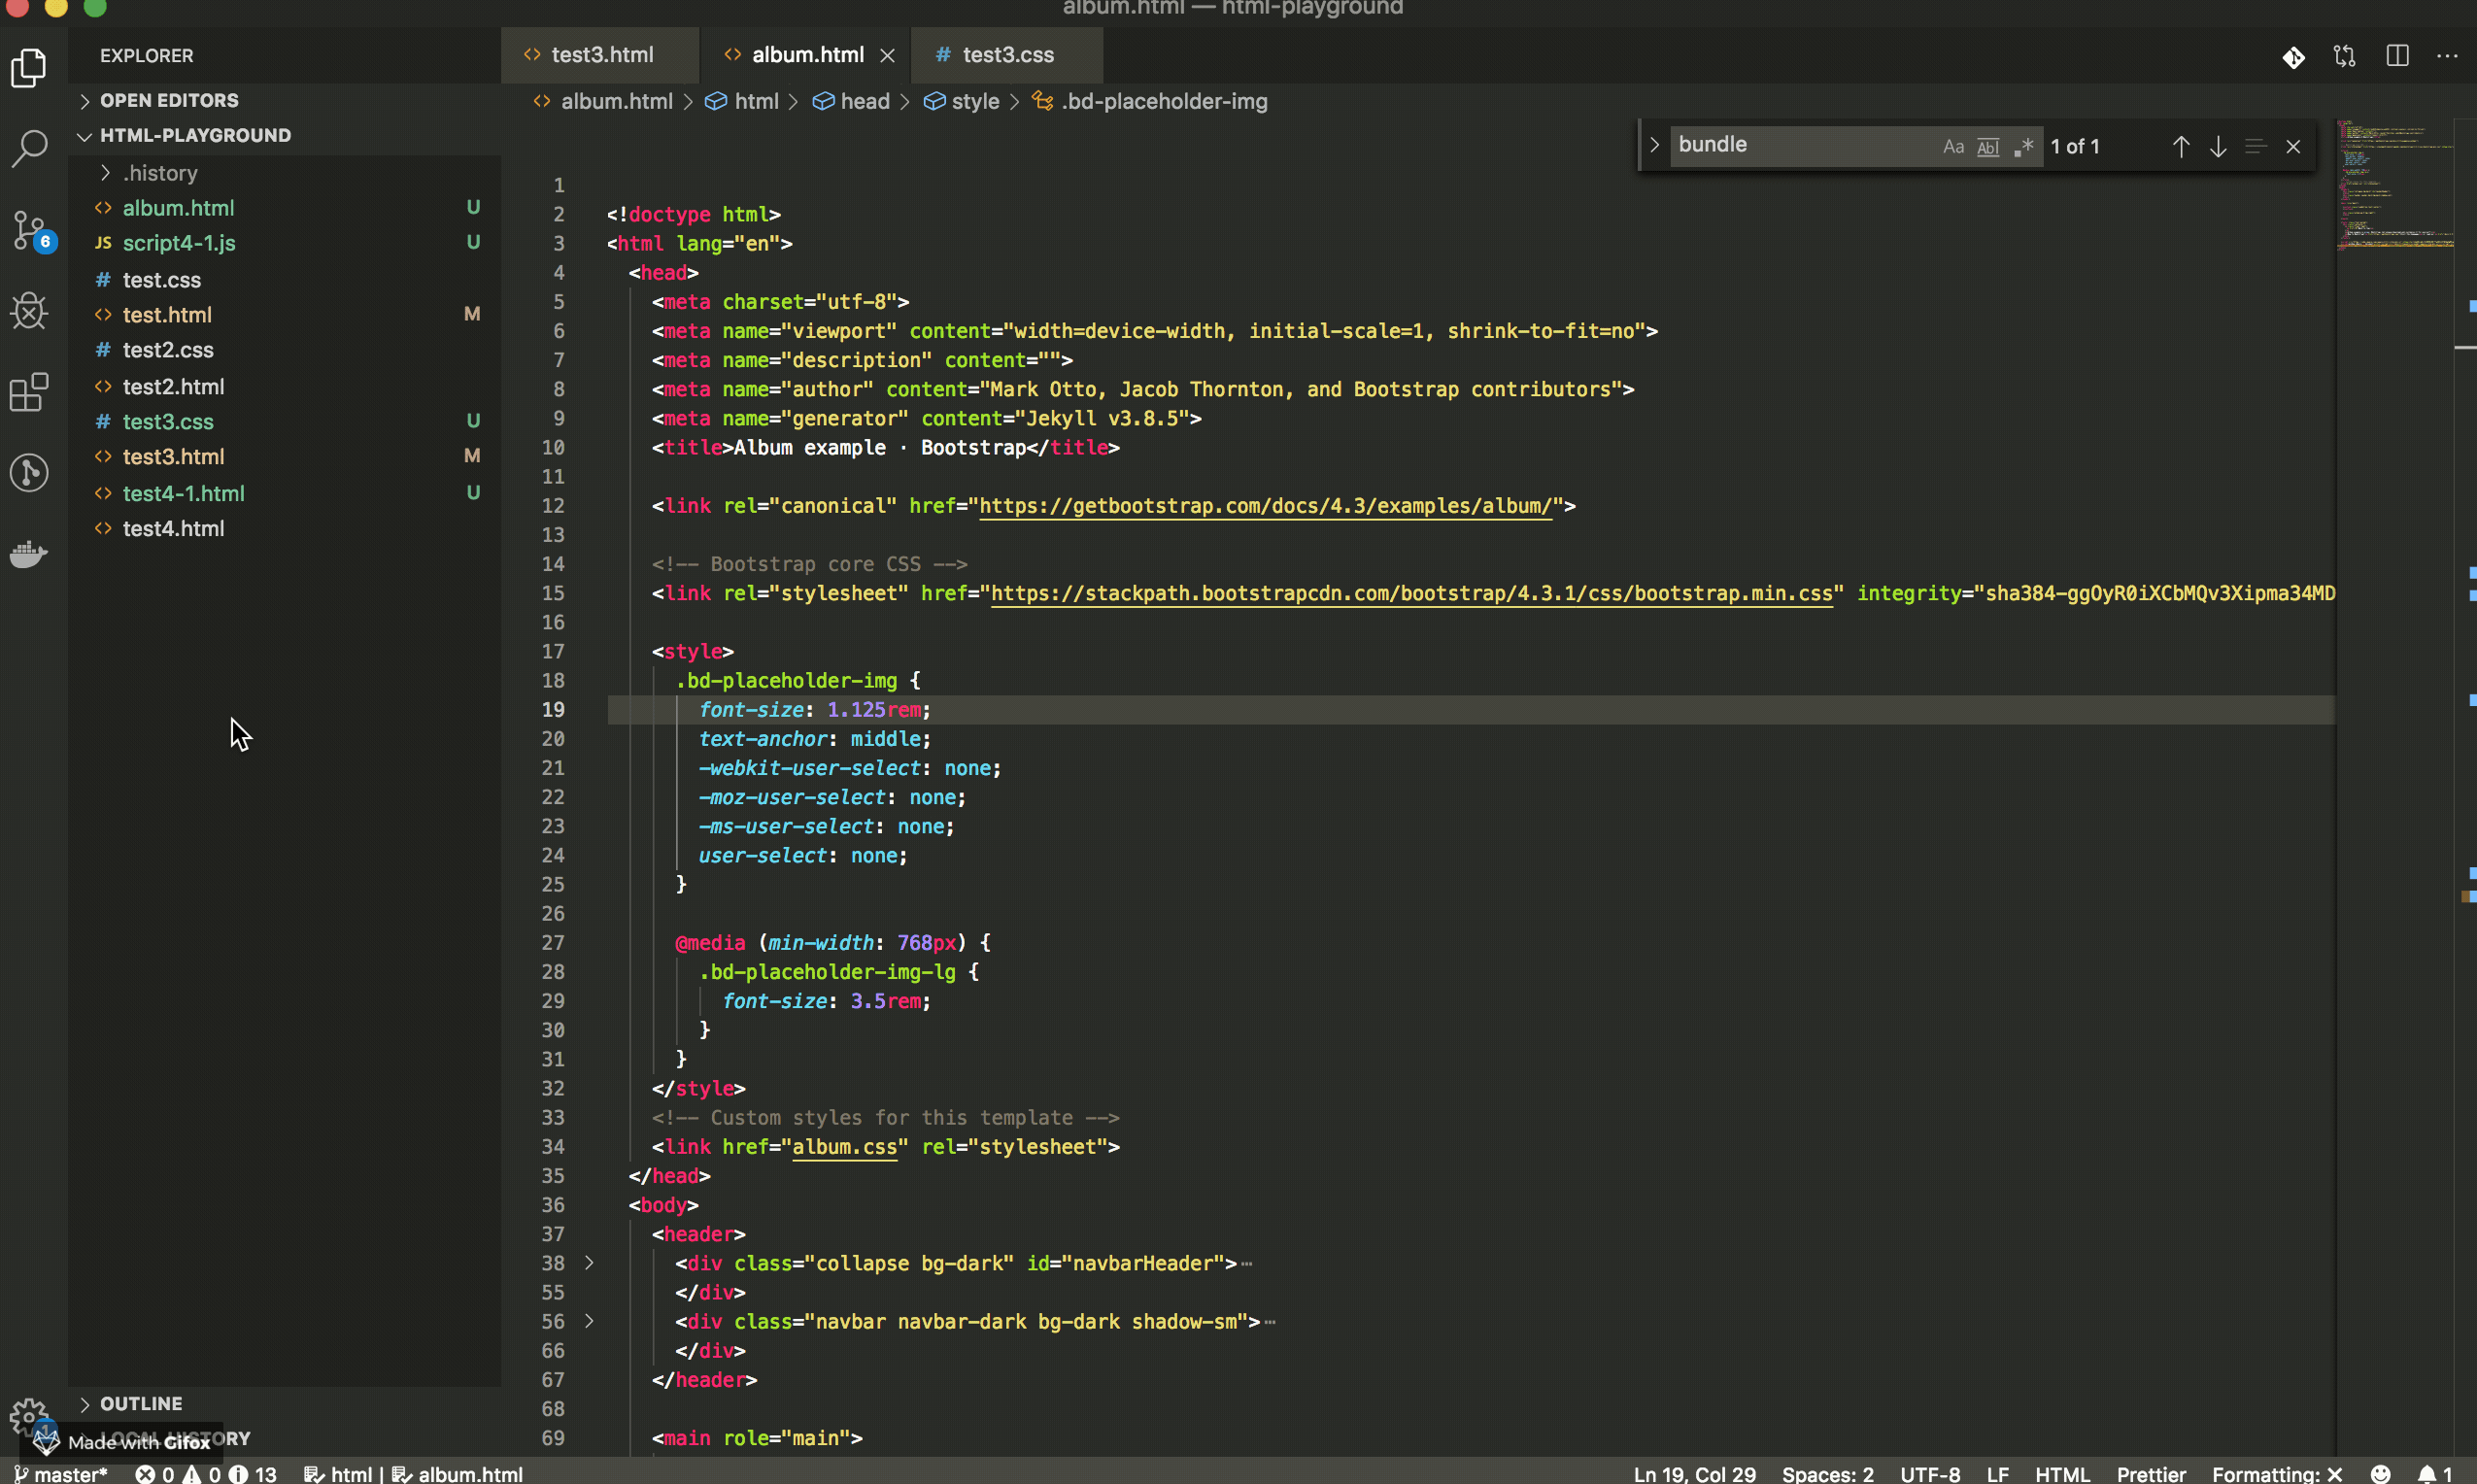 album.html — html-playground
EXPLORER
test3.html
album.html
# test3.css
OPEN EDITORS
HTML-PLAYGROUND
.history
album.html U
JS script4-1.js U
6
# test.css
test.html M
# test2.css
test2.html
# test3.css U
test3.html M
test4-1.html U
test4.html
OUTLINE
LOCAL HISTORY
1
Made with Gifox
album.html > html > head > style > .bd-placeholder-img
bundle Aa Abl .* 1 of 1
1
2 <!doctype html>
3 <html lang="en">
4 <head>
5 <meta charset="utf-8">
6 <meta name="viewport" content="width=device-width, initial-scale=1, shrink-to-fit=no">
7 <meta name="description" content="">
8 <meta name="author" content="Mark Otto, Jacob Thornton, and Bootstrap contributors">
9 <meta name="generator" content="Jekyll v3.8.5">
10 <title>Album example · Bootstrap</title>
11
12 <link rel="canonical" href="https://getbootstrap.com/docs/4.3/examples/album/">
13
14 <!-- Bootstrap core CSS -->
15 <link rel="stylesheet" href="https://stackpath.bootstrapcdn.com/bootstrap/4.3.1/css/bootstrap.min.css" integrity="sha384-ggOyR0iXCbMQv3Xipma34MD
16
17 <style>
18 .bd-placeholder-img {
19 font-size: 1.125rem;
20 text-anchor: middle;
21 -webkit-user-select: none;
22 -moz-user-select: none;
23 -ms-user-select: none;
24 user-select: none;
25 }
26
27 @media (min-width: 768px) {
28 .bd-placeholder-img-lg {
29 font-size: 3.5rem;
30 }
31 }
32 </style>
33 <!-- Custom styles for this template -->
34 <link href="album.css" rel="stylesheet">
35 </head>
36 <body>
37 <header>
38 <div class="collapse bg-dark" id="navbarHeader">…
55 </div>
56 <div class="navbar navbar-dark bg-dark shadow-sm">…
66 </div>
67 </header>
68
69 <main role="main">
master* 0 0 13 html | album.html Ln 19, Col 29 Spaces: 2 UTF-8 LF HTML Prettier Formatting: X 1